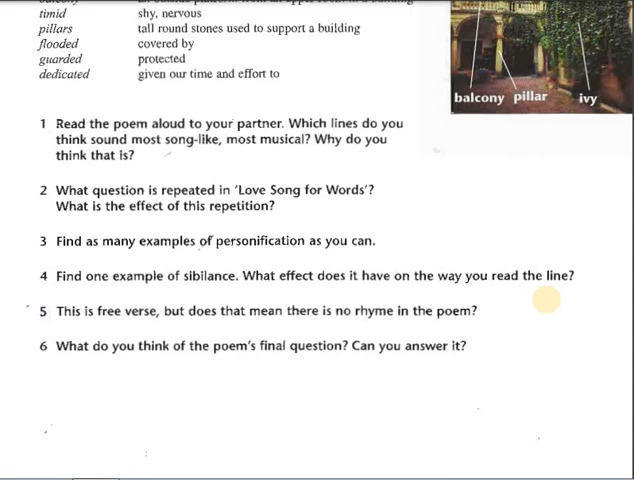 timid shy, nervous
pillars tall round stones used to support a building
flooded covered by
guarded protected
dedicated given our time and effort to
balcony pillar ivy
1 Read the poem aloud to your partner. Which lines do you
think sound most song-like, most musical? Why do you
think that is?
2 What question is repeated in 'Love Song for Words'?
What is the effect of this repetition?
3 Find as many examples of personification as you can.
4 Find one example of sibilance. What effect does it have on the way you read the line?
5 This is free verse, but does that mean there is no rhyme in the poem?
6 What do you think of the poem's final question? Can you answer it?